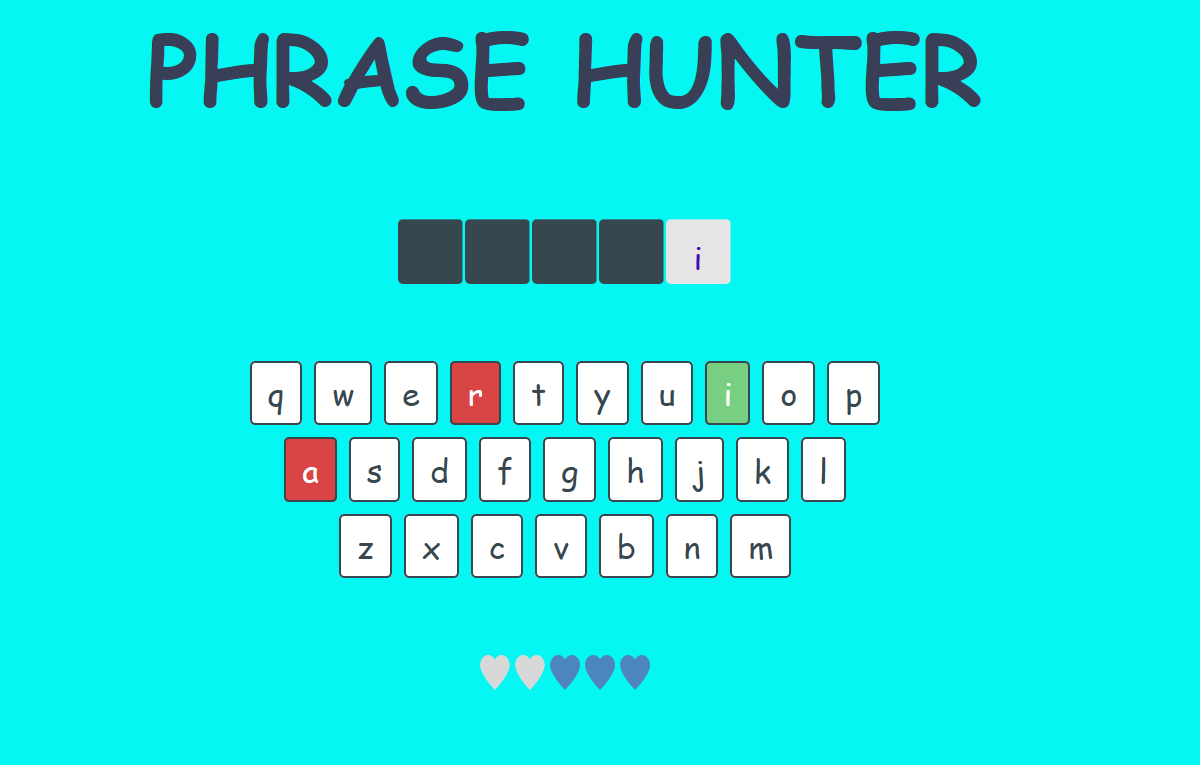 PHRASE HUNTER
i
q w e r t y u i o p
a s d f g h j k l
z x c v b n m